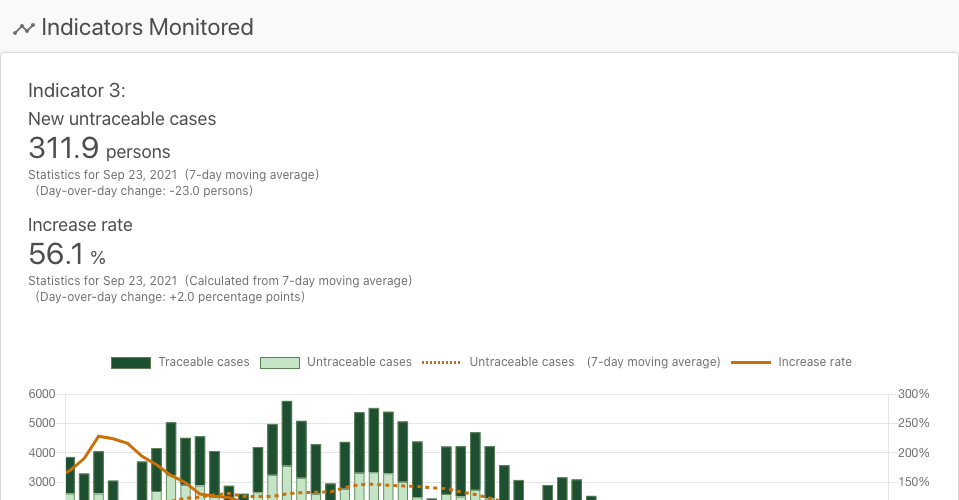 Indicators Monitored
Indicator 3:
New untraceable cases
311.9 persons
Statistics for Sep 23, 2021 (7-day moving average)
(Day-over-day change: -23.0 persons)
Increase rate
56.1 %
Statistics for Sep 23, 2021 (Calculated from 7-day moving average)
(Day-over-day change: +2.0 percentage points)
Traceable cases Untraceable cases Untraceable cases (7-day moving average) Increase rate
6000 300%
5000 250%
4000 200%
3000 150%